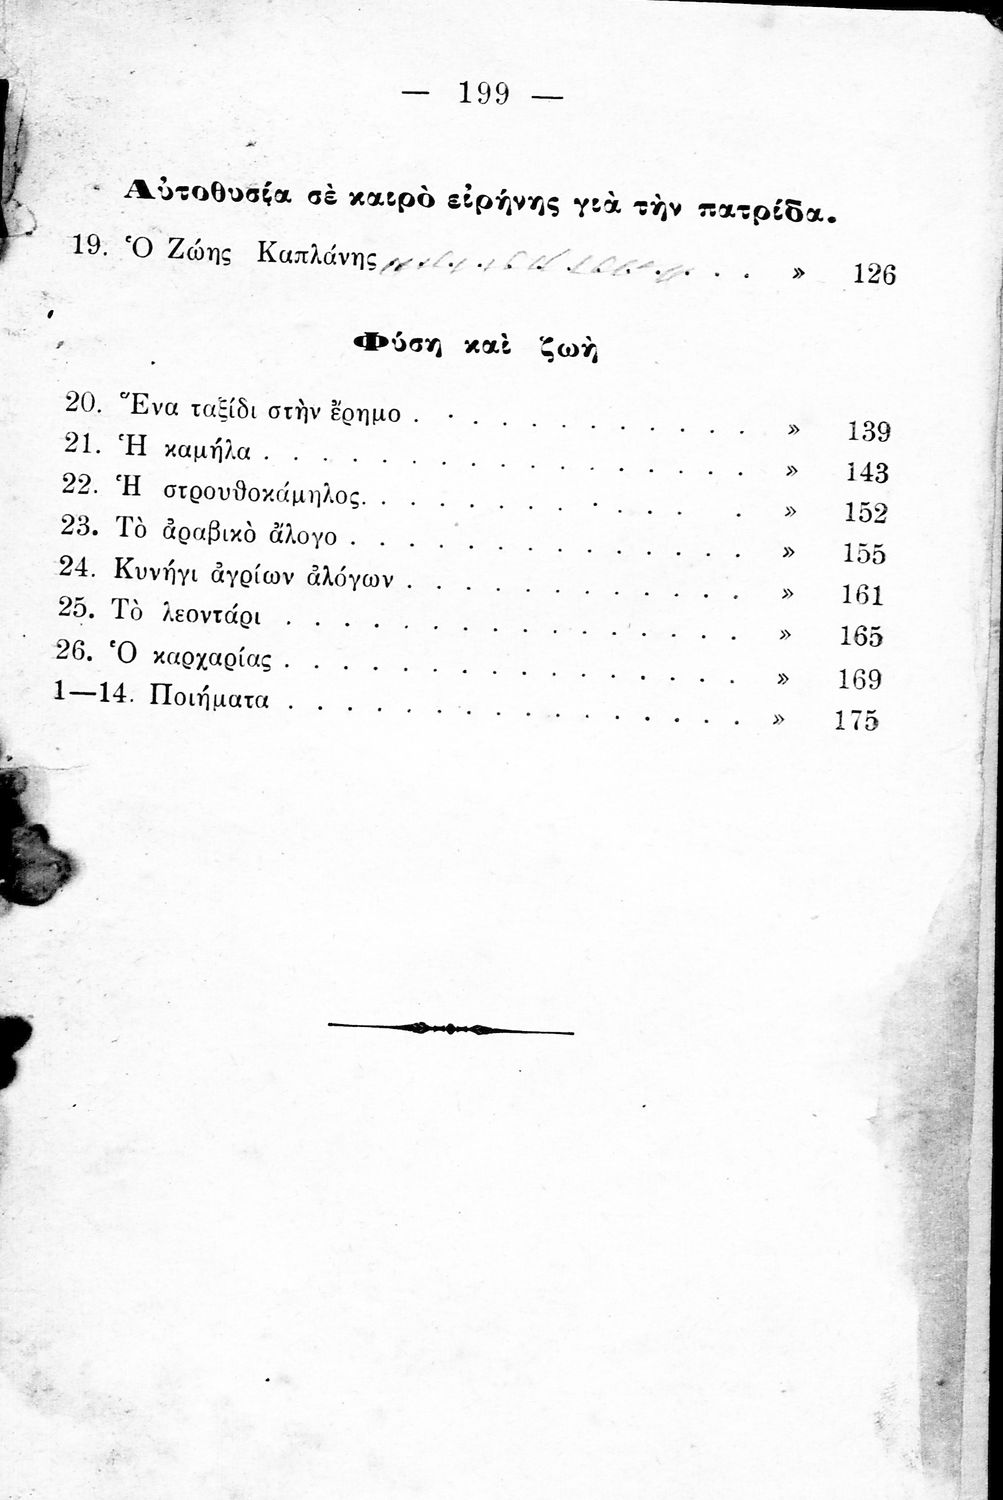 — 199 —
Αὐτοθυσία σὲ καιρὸ εἰρήνης γιὰ τὴν πατρίδα.
19. Ὁ Ζώης Καπλάνης . . . . . . . . . . . . » 126
Φύση καὶ ζωὴ
20. Ἕνα ταξίδι στὴν ἔρημο . . . . . . . . . . . . » 139
21. Ἡ καμήλα . . . . . . . . . . . . . . . . . » 143
22. Ἡ στρουθοκάμηλος. . . . . . . . . . . . . » 152
23. Τὸ ἀραβικὸ ἄλογο . . . . . . . . . . . . . . » 155
24. Κυνήγι ἀγρίων ἀλόγων . . . . . . . . . . . . » 161
25. Τὸ λεοντάρι . . . . . . . . . . . . . . . . » 165
26. Ὁ καρχαρίας . . . . . . . . . . . . . . . . » 169
1—14. Ποιήματα . . . . . . . . . . . . . . . . » 175